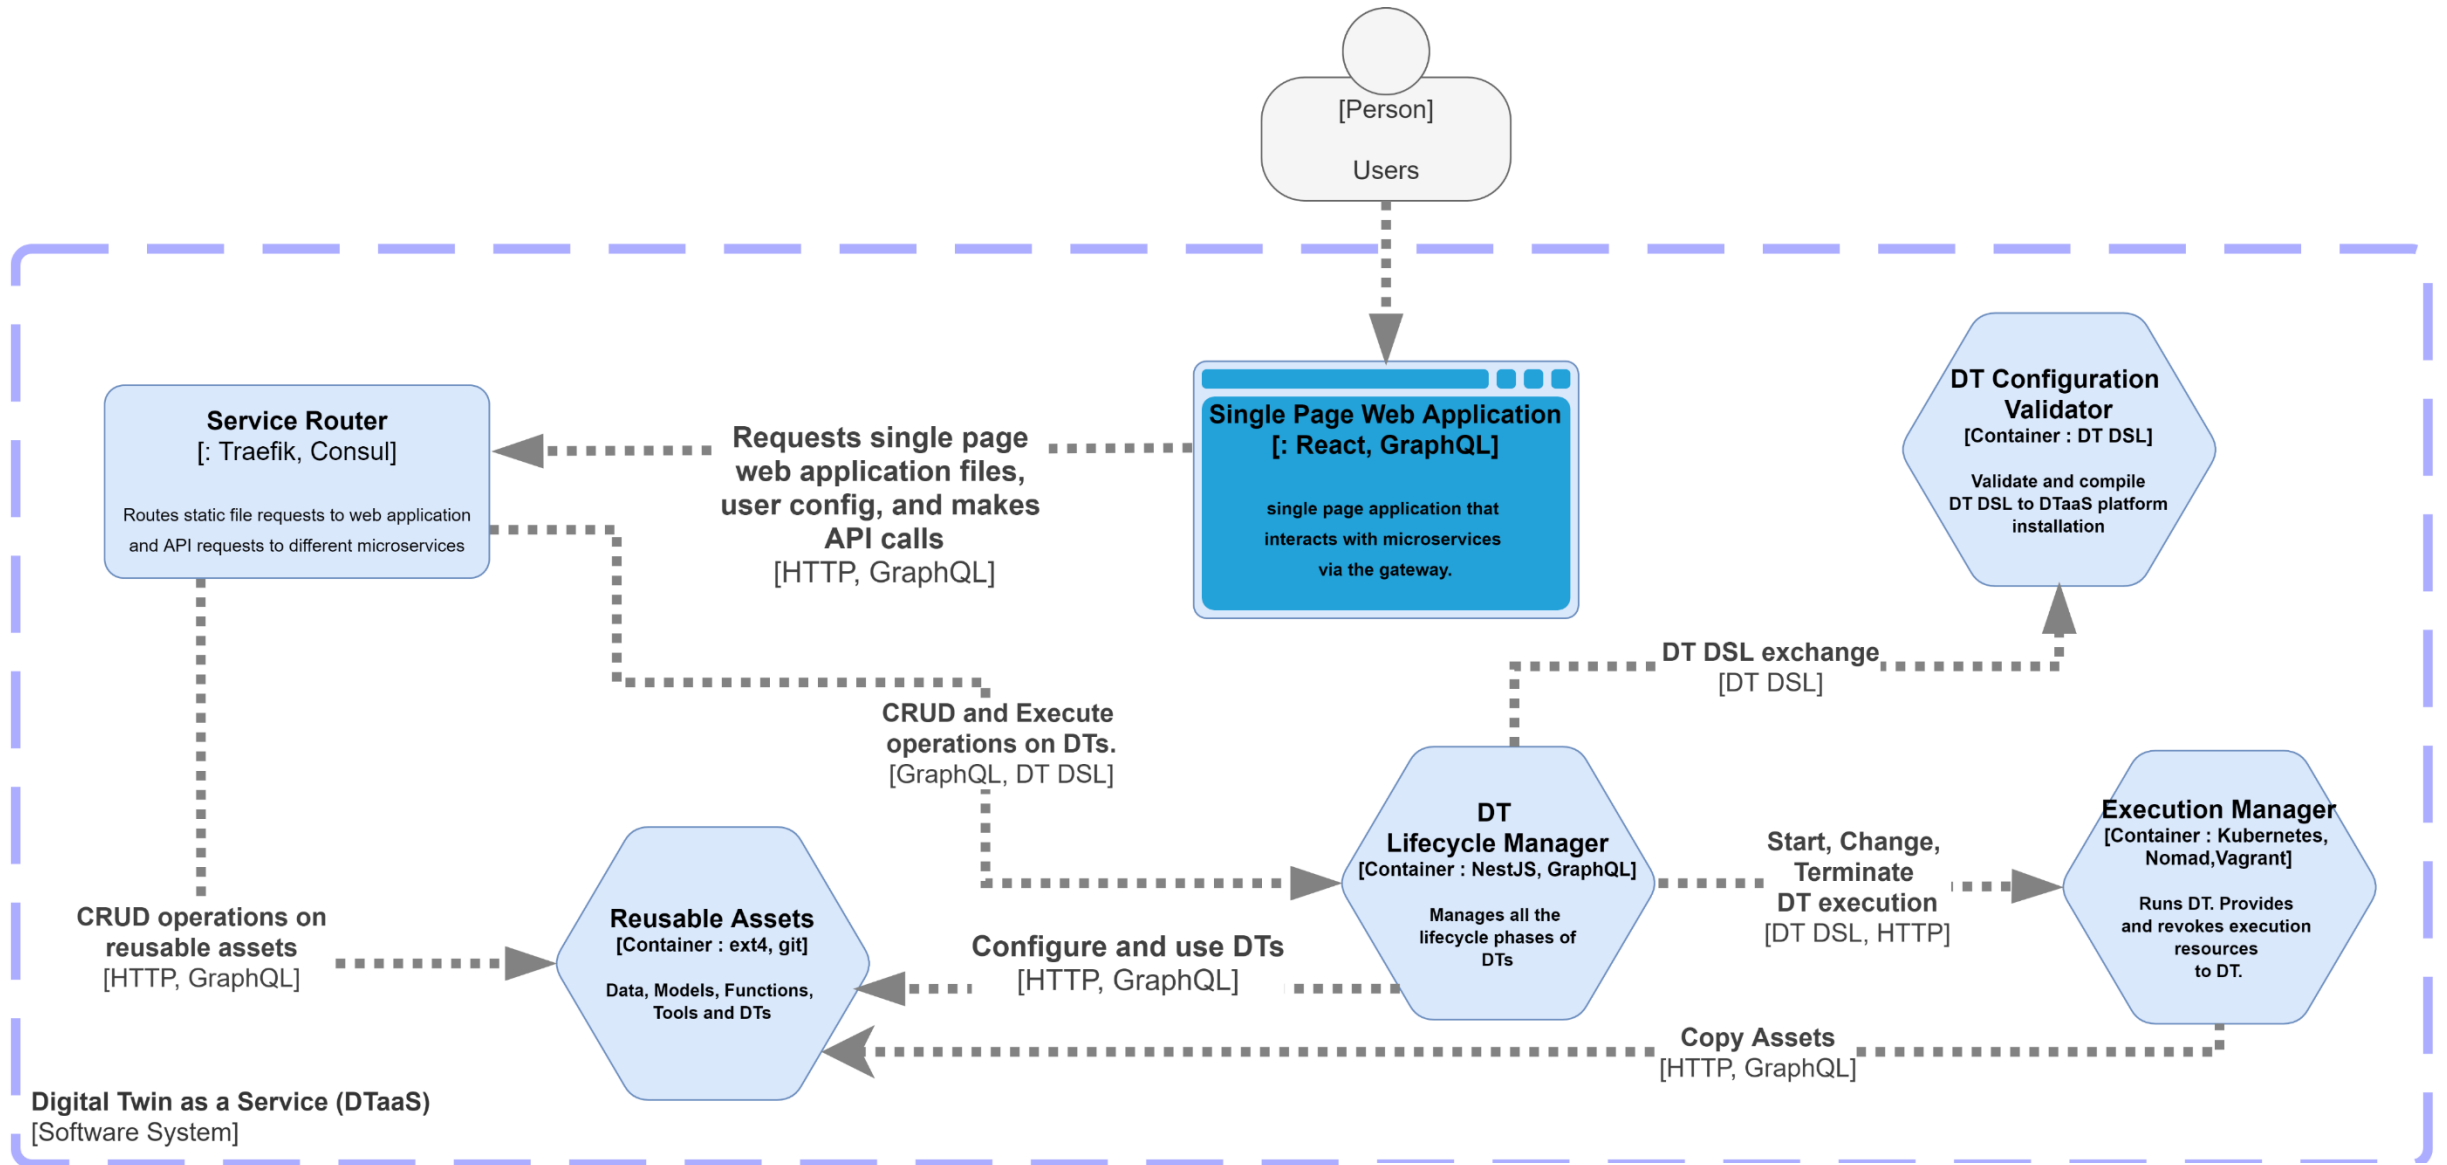 [Person]
Users
Service Router
[: Traefik, Consul]
Routes static file requests to web application
and API requests to different microservices
Requests single page
web application files,
user config, and makes
API calls
[HTTP, GraphQL]
Single Page Web Application
[: React, GraphQL]
single page application that
interacts with microservices
via the gateway.
DT Configuration
Validator
[Container : DT DSL]
Validate and compile
DT DSL to DTaaS platform
installation
DT DSL exchange
[DT DSL]
CRUD and Execute
operations on DTs.
[GraphQL, DT DSL]
DT
Lifecycle Manager
[Container : NestJS, GraphQL]
Manages all the
lifecycle phases of
DTs
Start, Change,
Terminate
DT execution
[DT DSL, HTTP]
Execution Manager
[Container : Kubernetes,
Nomad,Vagrant]
Runs DT. Provides
and revokes execution
resources
to DT.
CRUD operations on
reusable assets
[HTTP, GraphQL]
Reusable Assets
[Container : ext4, git]
Data, Models, Functions,
Tools and DTs
Configure and use DTs
[HTTP, GraphQL]
Copy Assets
[HTTP, GraphQL]
Digital Twin as a Service (DTaaS)
[Software System]